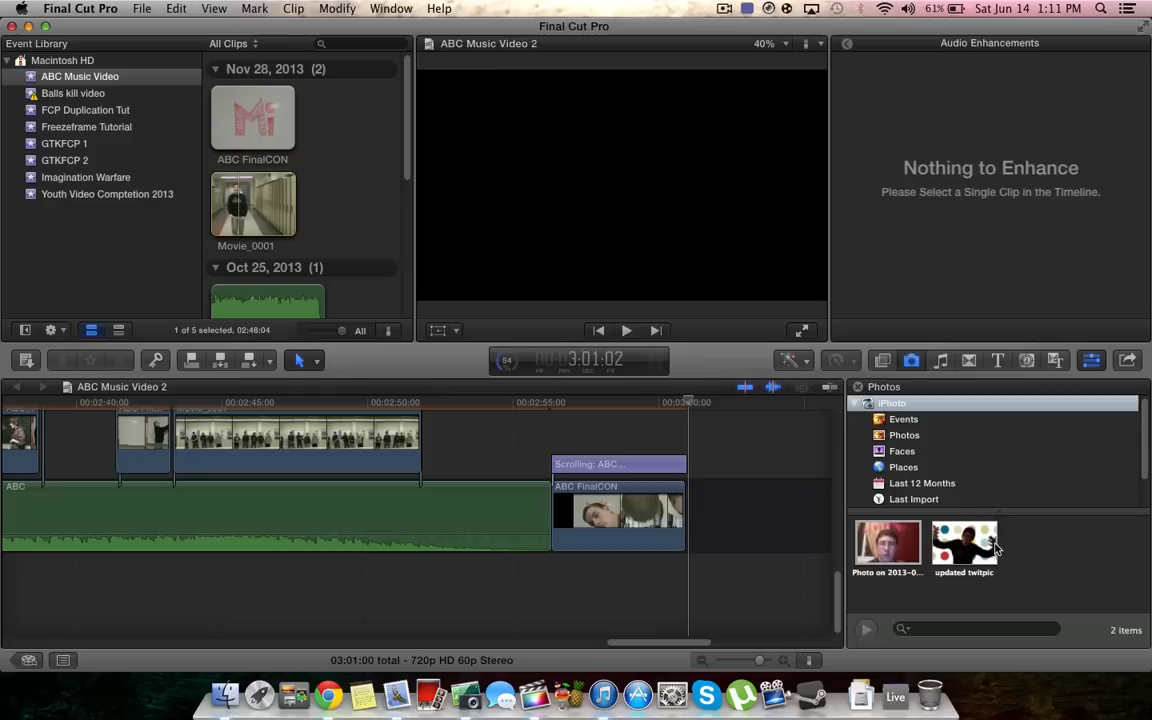 Final Cut Pro File Edit View Mark Clip Modify Window Help 61% Sat Jun 14 1:11 PM
Final Cut Pro
Event Library All Clips ABC Music Video 2 40% Audio Enhancements
Macintosh HD
ABC Music Video
Balls kill video
FCP Duplication Tut
Freezeframe Tutorial
GTKFCP 1
GTKFCP 2
Imagination Warfare
Youth Video Comptetion 2013
Nov 28, 2013 (2)
Mi
ABC FinalCON
Movie_0001
Oct 25, 2013 (1)
Nothing to Enhance
Please Select a Single Clip in the Timeline.
1 of 5 selected, 02:48:04 All
54 3:01:02
HR MIN SEC FR
ABC Music Video 2
00:02:40:00 00:02:45:00 00:02:50:00 00:02:55:00 00:03:00:00
Scrolling: ABC...
ABC ABC FinalCON
Photos
iPhoto
Events
Photos
Faces
Places
Last 12 Months
Last Import
Photo on 2013-0... updated twitpic
2 items
03:01:00 total - 720p HD 60p Stereo
Live